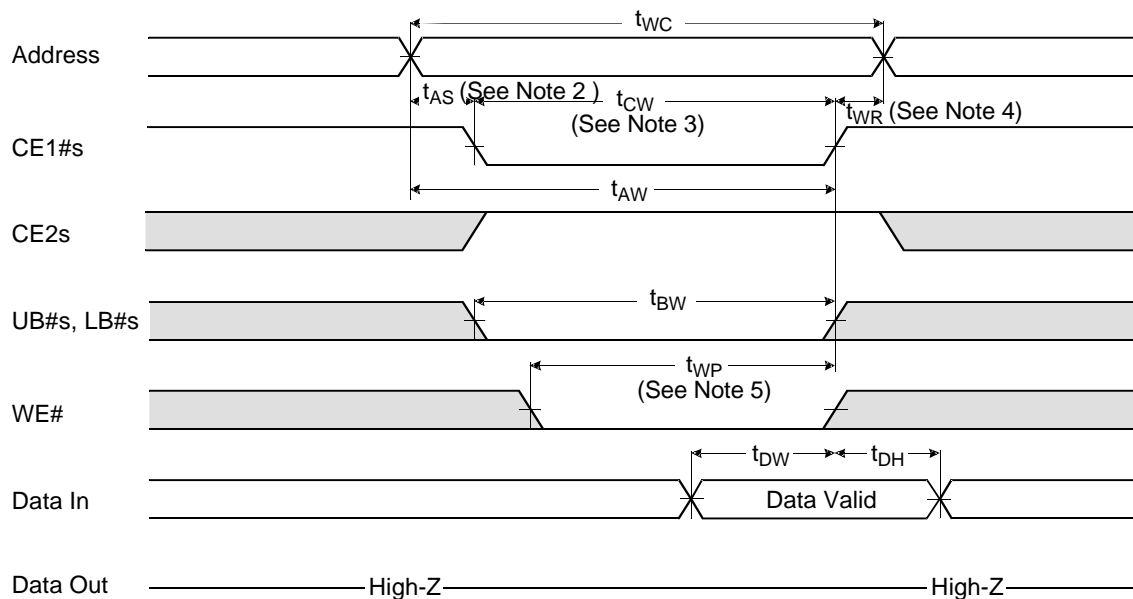 tWC
Address
tAS (See Note 2 )
tCW
(See Note 3)
tWR (See Note 4)
CE1#s
tAW
CE2s
tBW
UB#s, LB#s
tWP
(See Note 5)
WE#
tDW
tDH
Data In
Data Valid
Data Out
High-Z
High-Z